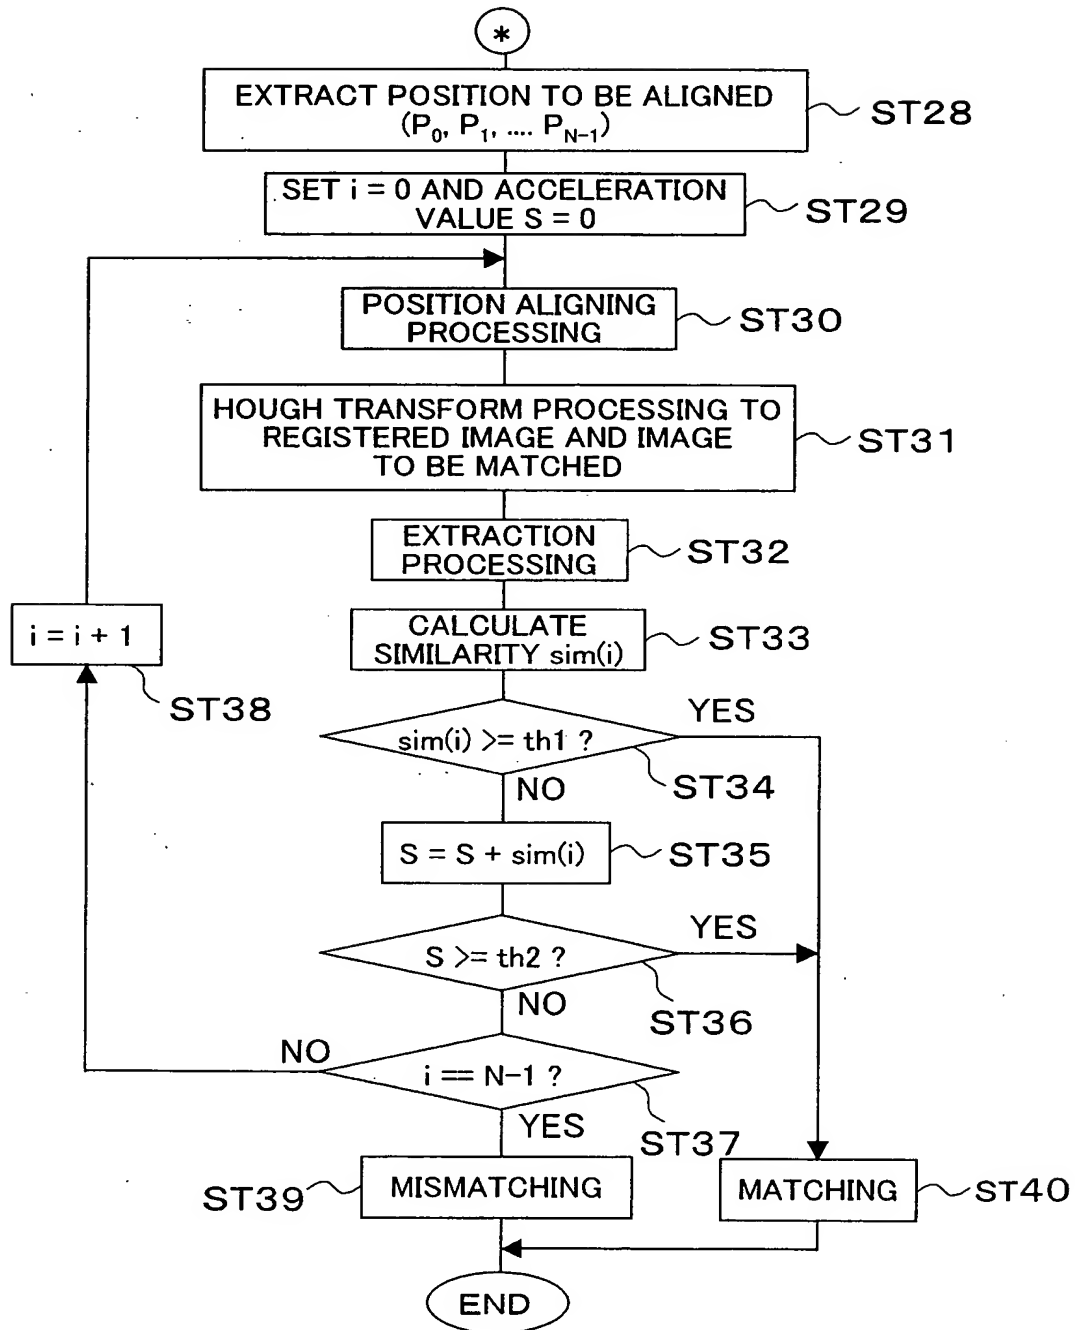 *
EXTRACT POSITION TO BE ALIGNED
(P0, P1, .... PN-1)
ST28
SET i = 0 AND ACCELERATION
VALUE S = 0
ST29
POSITION ALIGNING
PROCESSING
ST30
HOUGH TRANSFORM PROCESSING TO
REGISTERED IMAGE AND IMAGE
TO BE MATCHED
ST31
EXTRACTION
PROCESSING
ST32
CALCULATE
SIMILARITY sim(i)
ST33
i = i + 1
ST38
sim(i) >= th1 ?
YES
ST34
NO
S = S + sim(i)
ST35
S >= th2 ?
YES
ST36
NO
i == N-1 ?
NO
ST37
YES
MISMATCHING
ST39
MATCHING
ST40
END